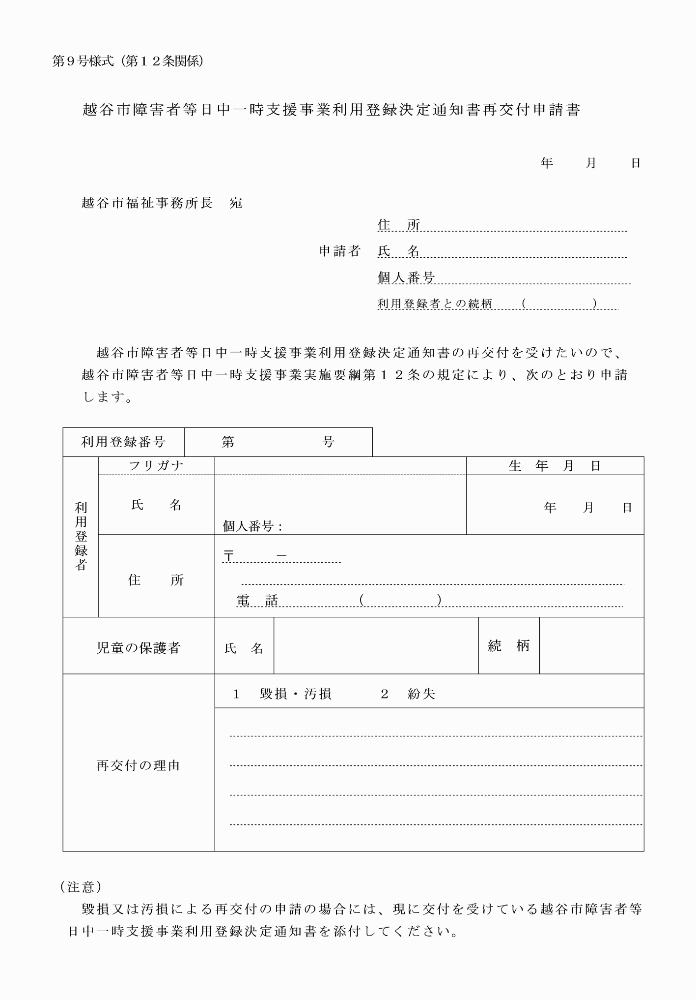 第９号様式（第１２条関係）
越谷市障害者等日中一時支援事業利用登録決定通知書再交付申請書
年　月　日
越谷市福祉事務所長　宛
住　所
申請者　氏　名
個人番号
利用登録者との続柄　（　　　　　）
越谷市障害者等日中一時支援事業利用登録決定通知書の再交付を受けたいので、
越谷市障害者等日中一時支援事業実施要綱第１２条の規定により、次のとおり申請
します。
利用登録番号　第　　　　　号
フリガナ　生　年　月　日
利用登録者
氏　名　年　月　日
個人番号：
〒　　－
住　所
電　話　　　　（　　　　　）
児童の保護者　氏　名　続　柄
１　毀損・汚損　　２　紛失
再交付の理由
（注意）
毀損又は汚損による再交付の申請の場合には、現に交付を受けている越谷市障害者等
日中一時支援事業利用登録決定通知書を添付してください。